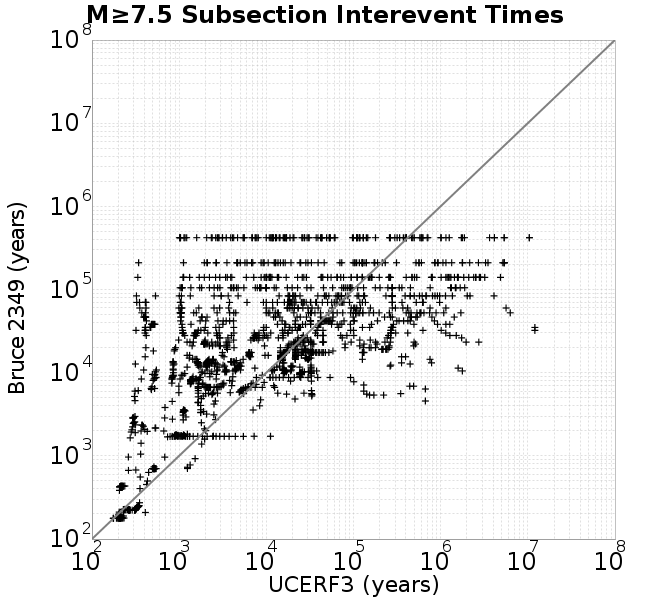 M≥7.5 Subsection Interevent Times
Bruce 2349 (years)
10^8
10^7
10^6
10^5
10^4
10^3
10^2
10^2 10^3 10^4 10^5 10^6 10^7 10^8
UCERF3 (years)